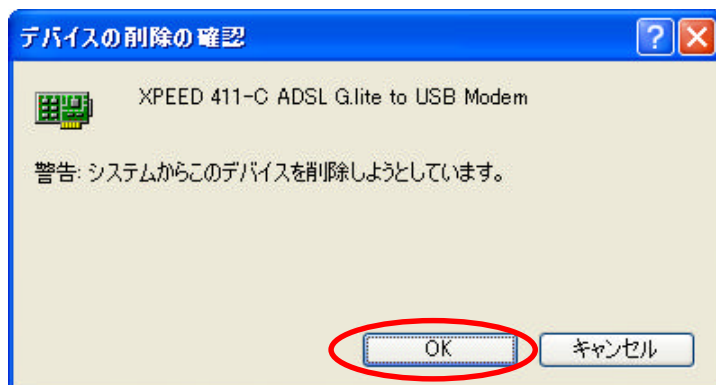 デバイスの削除の確認
XPEED 411-C ADSL G.lite to USB Modem
警告: システムからこのデバイスを削除しようとしています。
OK
キャンセル